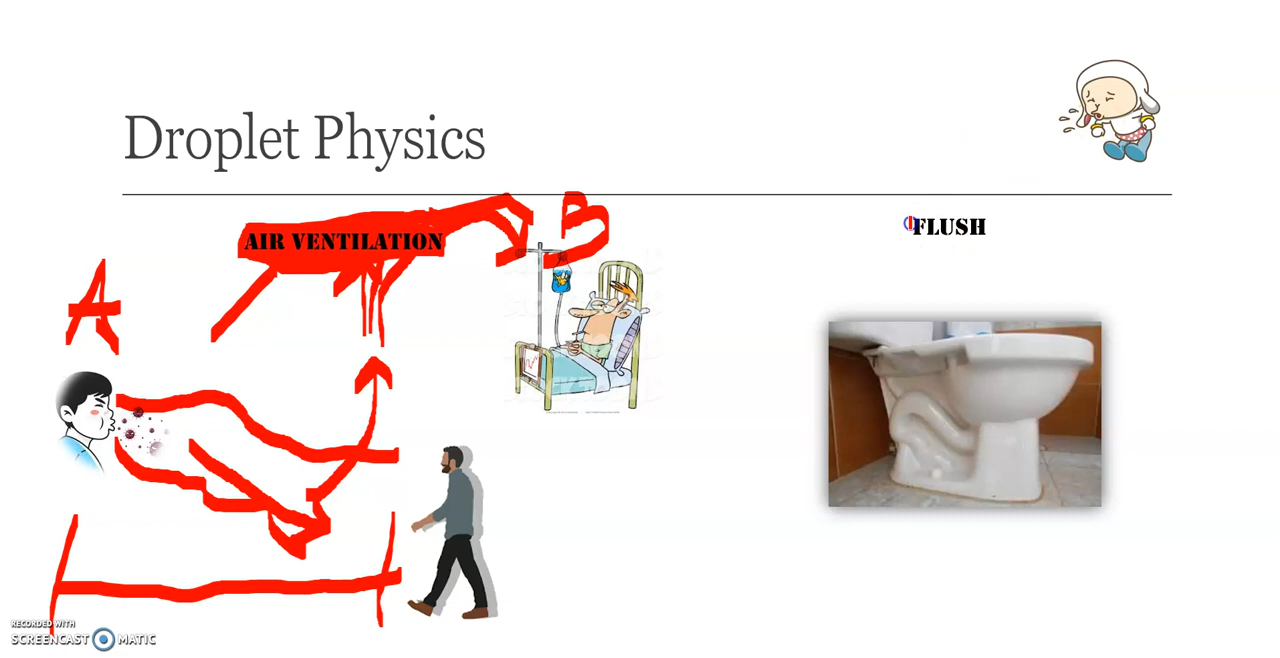 Droplet Physics
B
AIR VENTILATION
FLUSH
A
RECORDED WITH
SCREENCAST MATIC